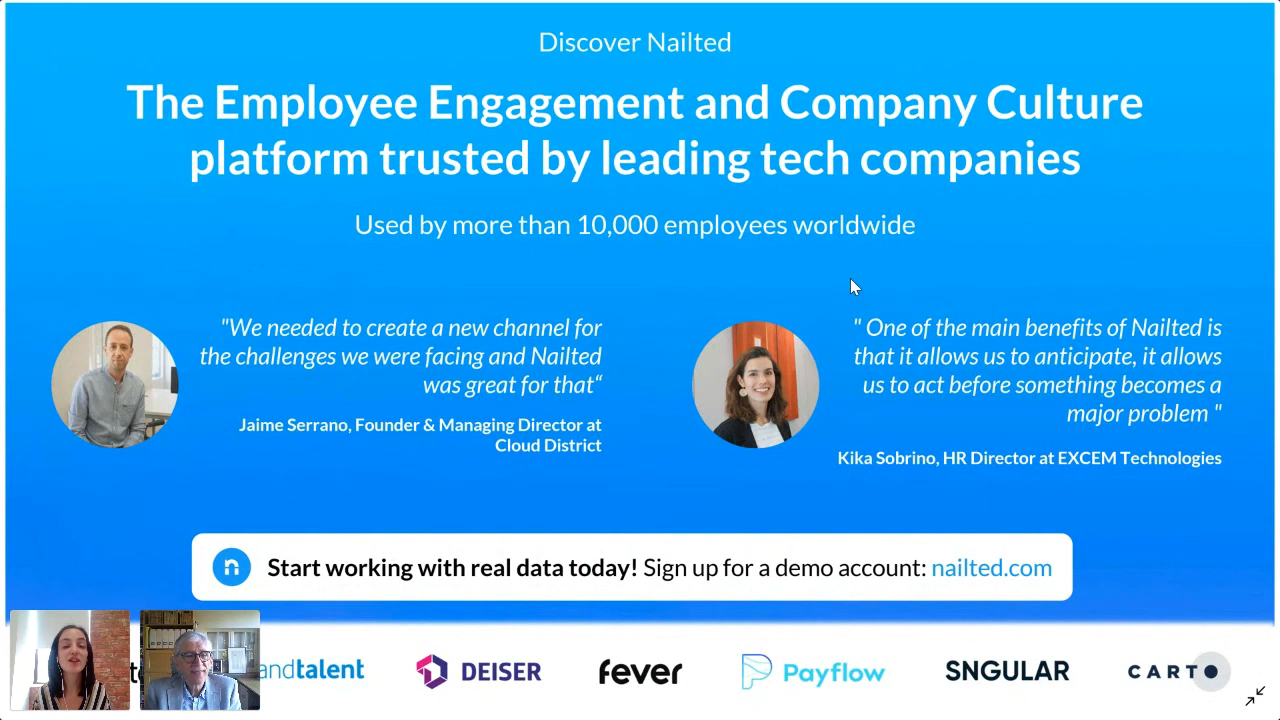 Discover Nailted
The Employee Engagement and Company Culture
platform trusted by leading tech companies
Used by more than 10,000 employees worldwide
"We needed to create a new channel for
the challenges we were facing and Nailted
was great for that“
Jaime Serrano, Founder & Managing Director at
Cloud District
" One of the main benefits of Nailted is
that it allows us to anticipate, it allows
us to act before something becomes a
major problem "
Kika Sobrino, HR Director at EXCEM Technologies
n Start working with real data today! Sign up for a demo account: nailted.com
andtalent DEISER fever Payflow SNGULAR CARTO